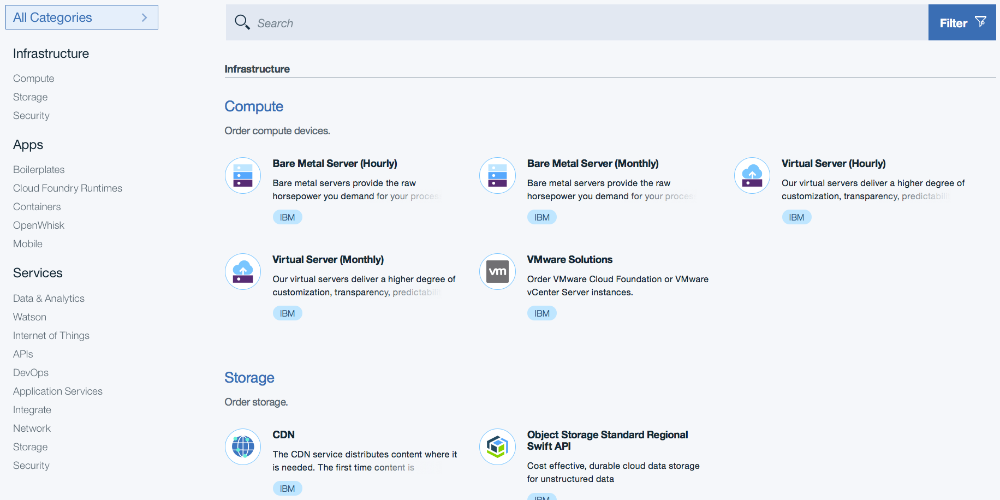 All Categories
Infrastructure
Compute
Storage
Security
Apps
Boilerplates
Cloud Foundry Runtimes
Containers
OpenWhisk
Mobile
Services
Data & Analytics
Watson
Internet of Things
APIs
DevOps
Application Services
Integrate
Network
Storage
Security
Search
Filter
Infrastructure
Compute
Order compute devices.
Bare Metal Server (Hourly)
Bare metal servers provide the raw
horsepower you demand for your proces
IBM
Bare Metal Server (Monthly)
Bare metal servers provide the raw
horsepower you demand for your proces
IBM
Virtual Server (Hourly)
Our virtual servers deliver a higher degree of
customization, transparency, predictabili
IBM
Virtual Server (Monthly)
Our virtual servers deliver a higher degree of
customization, transparency, predictabili
IBM
vm
VMware Solutions
Order VMware Cloud Foundation or VMware
vCenter Server instances.
IBM
Storage
Order storage.
CDN
The CDN service distributes content where it
is needed. The first time content is
IBM
Object Storage Standard Regional
Swift API
Cost effective, durable cloud data storage
for unstructured data
IBM